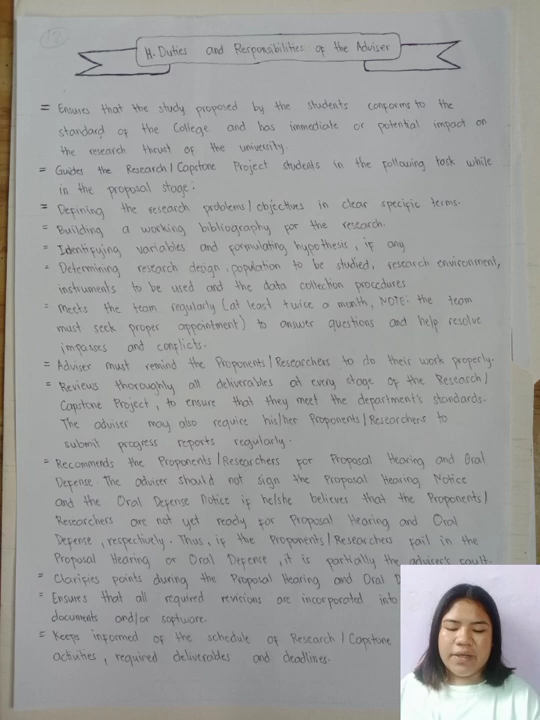 12
H. Duties and Responsibilities of the Adviser
= Ensures that the study proposed by the students conforms to the
standard of the College and has immediate or potential impact on
the research thrust of the university.
= Guides the Research/Capstone Project students in the following task while
in the proposal stage:
= Defining the research problems/objectives in clear specific terms.
= Building a working bibliography for the research.
= Identifying variables and formulating hypothesis, if any
= Determining research design, population to be studied, research environment,
instruments to be used and the data collection procedures
= Meets the team regularly (at least twice a month, NOTE: the team
must seek proper appointment) to answer questions and help resolve
impasses and conflicts.
= Adviser must remind the Proponents/Researchers to do their work properly.
= Reviews thoroughly all deliverables at every stage of the Research/
Capstone Project, to ensure that they meet the department's standards.
The adviser may also require his/her Proponents/Researchers to
submit progress reports regularly.
= Recommends the Proponents/Researchers for Proposal Hearing and Oral
Defense. The adviser should not sign the Proposal Hearing Notice
and the Oral Defense Notice if he/she believes that the Proponents/
Researchers are not yet ready for Proposal Hearing and Oral
Defense, respectively. Thus, if the Proponents/Researchers fail in the
Proposal Hearing or Oral Defense, it is partially the adviser's fault.
= Clarifies points during the Proposal Hearing and Oral D
= Ensures that all required revisions are incorporated into
documents and/or software.
= Keeps informed of the schedule of Research/Capstone
activities, required deliverables and deadlines.